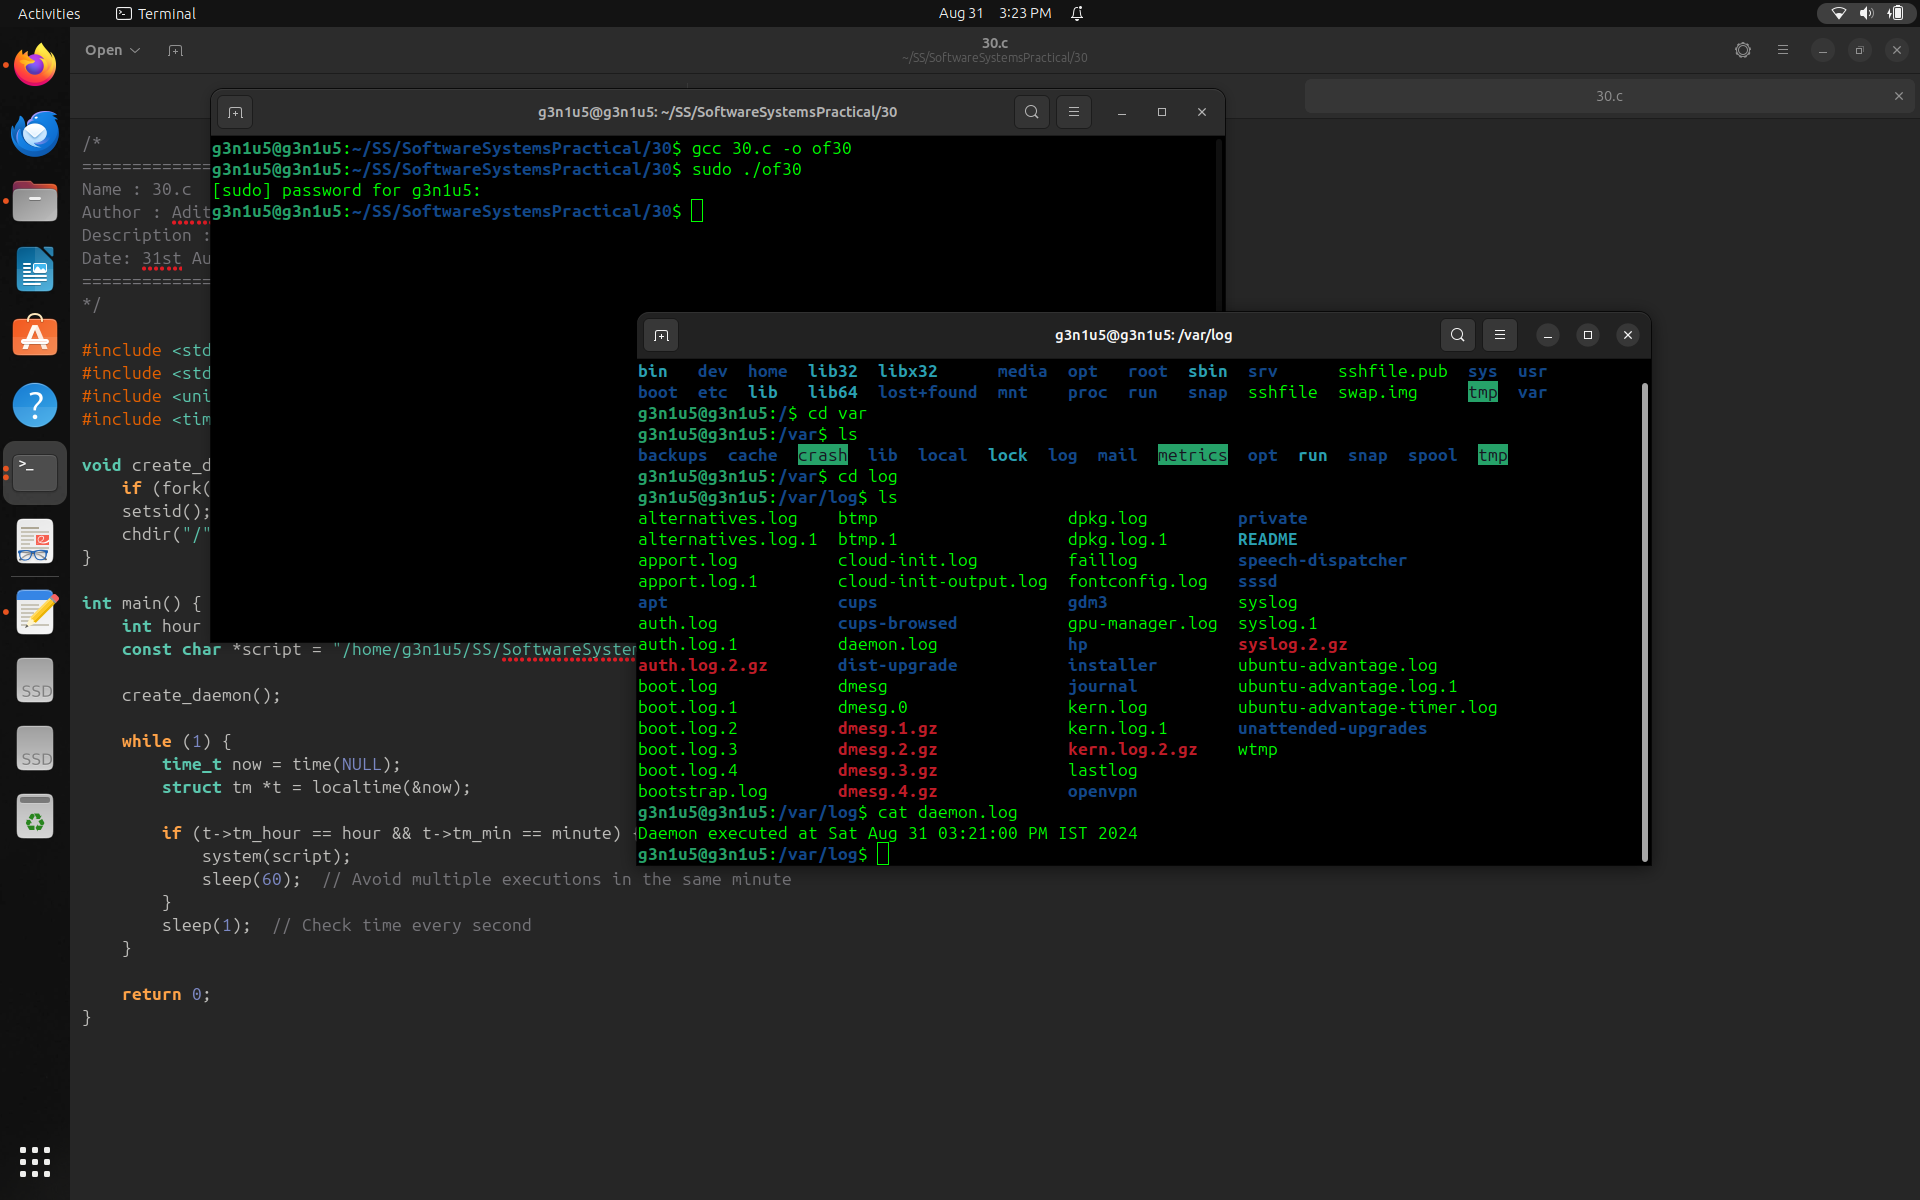 Activities Terminal Aug 31 3:23 PM
Open 30.c
~/SS/SoftwareSystemsPractical/30
30.c
g3n1u5@g3n1u5: ~/SS/SoftwareSystemsPractical/30
g3n1u5@g3n1u5:~/SS/SoftwareSystemsPractical/30$ gcc 30.c -o of30
g3n1u5@g3n1u5:~/SS/SoftwareSystemsPractical/30$ sudo ./of30
[sudo] password for g3n1u5:
g3n1u5@g3n1u5:~/SS/SoftwareSystemsPractical/30$
g3n1u5@g3n1u5: /var/log
bin dev home lib32 libx32 media opt root sbin srv sshfile.pub sys usr
boot etc lib lib64 lost+found mnt proc run snap sshfile swap.img tmp var
g3n1u5@g3n1u5:/$ cd var
g3n1u5@g3n1u5:/var$ ls
backups cache crash lib local lock log mail metrics opt run snap spool tmp
g3n1u5@g3n1u5:/var$ cd log
g3n1u5@g3n1u5:/var/log$ ls
alternatives.log btmp dpkg.log private
alternatives.log.1 btmp.1 dpkg.log.1 README
apport.log cloud-init.log faillog speech-dispatcher
apport.log.1 cloud-init-output.log fontconfig.log sssd
apt cups gdm3 syslog
auth.log cups-browsed gpu-manager.log syslog.1
auth.log.1 daemon.log hp syslog.2.gz
auth.log.2.gz dist-upgrade installer ubuntu-advantage.log
boot.log dmesg journal ubuntu-advantage.log.1
boot.log.1 dmesg.0 kern.log ubuntu-advantage-timer.log
boot.log.2 dmesg.1.gz kern.log.1 unattended-upgrades
boot.log.3 dmesg.2.gz kern.log.2.gz wtmp
boot.log.4 dmesg.3.gz lastlog
bootstrap.log dmesg.4.gz openvpn
g3n1u5@g3n1u5:/var/log$ cat daemon.log
Daemon executed at Sat Aug 31 03:21:00 PM IST 2024
g3n1u5@g3n1u5:/var/log$
/*
=============
Name : 30.c
Author : Adit
Description :
Date: 31st Au
=============
*/
#include <std
#include <std
#include <uni
#include <tim
void create_d
if (fork(
setsid();
chdir("/"
}
int main() {
int hour
const char *script = "/home/g3n1u5/SS/SoftwareSystem
create_daemon();
while (1) {
time_t now = time(NULL);
struct tm *t = localtime(&now);
if (t->tm_hour == hour && t->tm_min == minute) {
system(script);
sleep(60); // Avoid multiple executions in the same minute
}
sleep(1); // Check time every second
}
return 0;
}
SSD
SSD